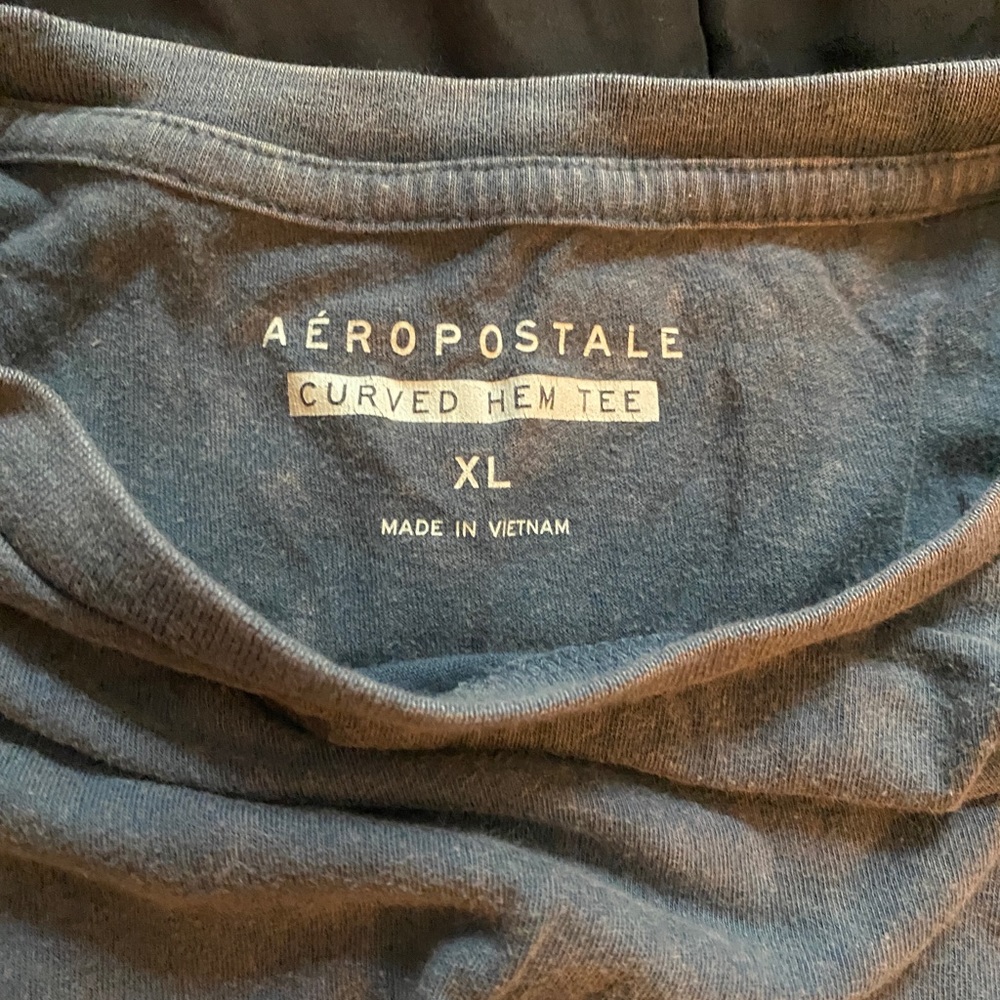 AÉROPOSTALE
CURVED HEM TEE
XL
MADE IN VIETNAM